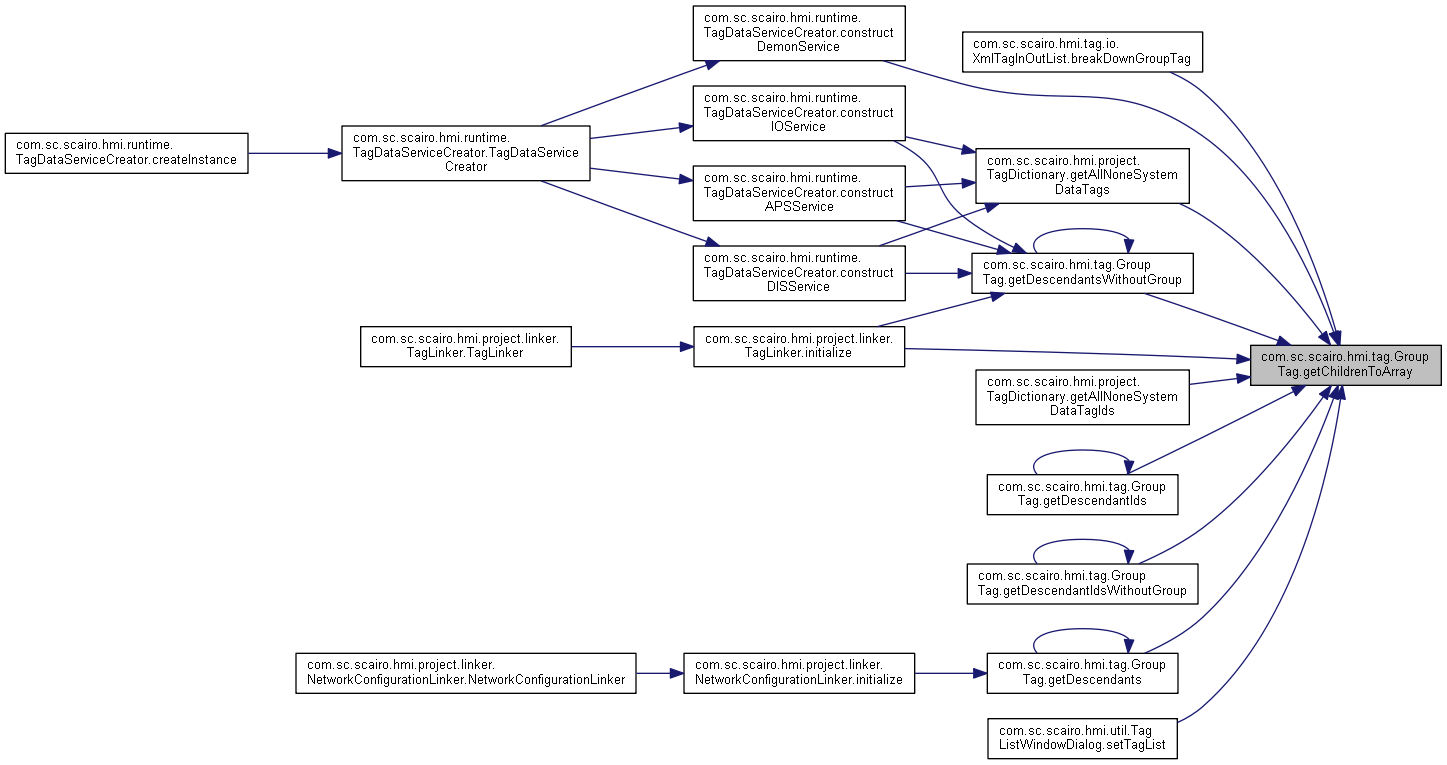 com.sc.scairo.hmi.runtime.
TagDataServiceCreator.createInstance
com.sc.scairo.hmi.runtime.
TagDataServiceCreator.TagDataService
Creator
com.sc.scairo.hmi.runtime.
TagDataServiceCreator.construct
DemonService
com.sc.scairo.hmi.runtime.
TagDataServiceCreator.construct
IOService
com.sc.scairo.hmi.runtime.
TagDataServiceCreator.construct
APSService
com.sc.scairo.hmi.runtime.
TagDataServiceCreator.construct
DISService
com.sc.scairo.hmi.project.linker.
TagLinker.TagLinker
com.sc.scairo.hmi.project.linker.
TagLinker.initialize
com.sc.scairo.hmi.project.linker.
NetworkConfigurationLinker.NetworkConfigurationLinker
com.sc.scairo.hmi.project.linker.
NetworkConfigurationLinker.initialize
com.sc.scairo.hmi.tag.io.
XmlTagInOutList.breakDownGroupTag
com.sc.scairo.hmi.project.
TagDictionary.getAllNoneSystem
DataTags
com.sc.scairo.hmi.tag.Group
Tag.getDescendantsWithoutGroup
com.sc.scairo.hmi.project.
TagDictionary.getAllNoneSystem
DataTagIds
com.sc.scairo.hmi.tag.Group
Tag.getDescendantIds
com.sc.scairo.hmi.tag.Group
Tag.getDescendantIdsWithoutGroup
com.sc.scairo.hmi.tag.Group
Tag.getDescendants
com.sc.scairo.hmi.util.Tag
ListWindowDialog.setTagList
com.sc.scairo.hmi.tag.Group
Tag.getChildrenToArray